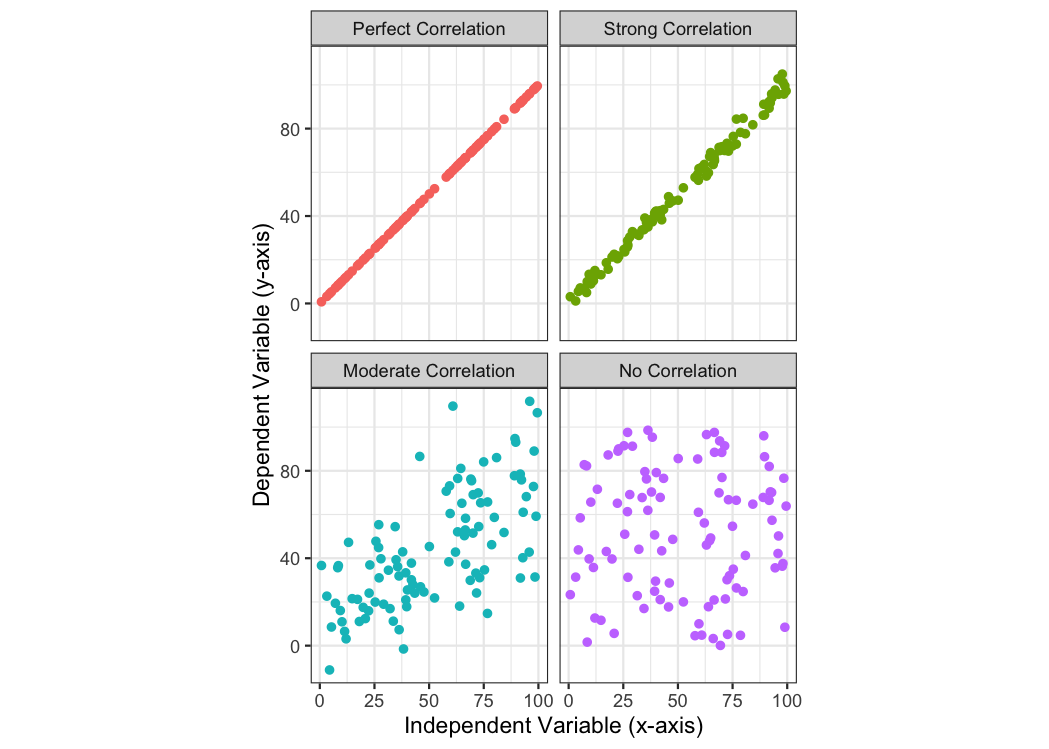 Perfect Correlation
Strong Correlation
80
40
0
Dependent Variable (y-axis)
Moderate Correlation
No Correlation
80
40
0
0 25 50 75 100
0 25 50 75 100
Independent Variable (x-axis)